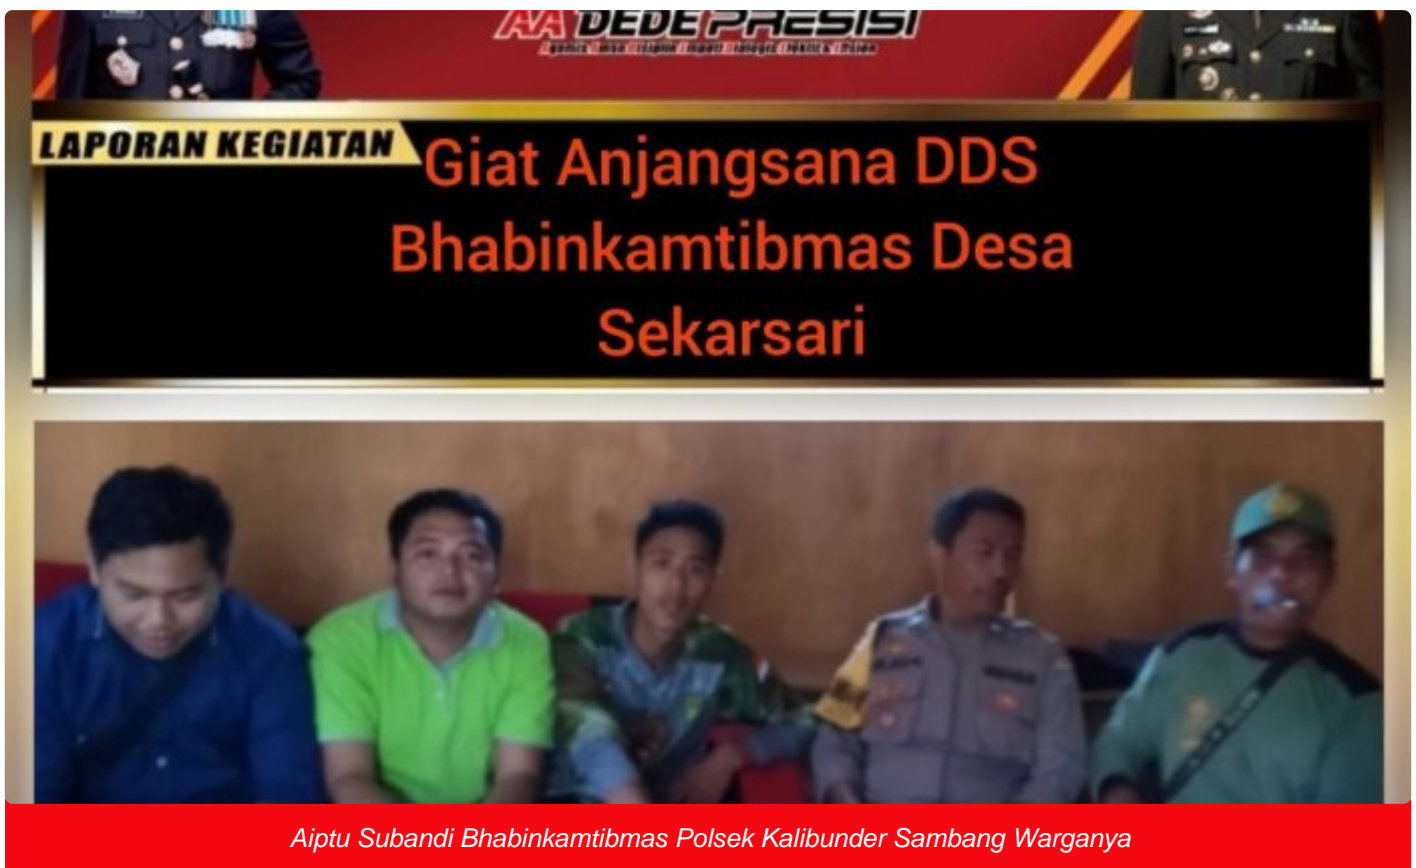 AA DEDE PRESISI
LAPORAN KEGIATAN
Giat Anjangsana DDS
Bhabinkamtibmas Desa
Sekarsari
Aiptu Subandi Bhabinkamtibmas Polsek Kalibunder Sambang Warganya